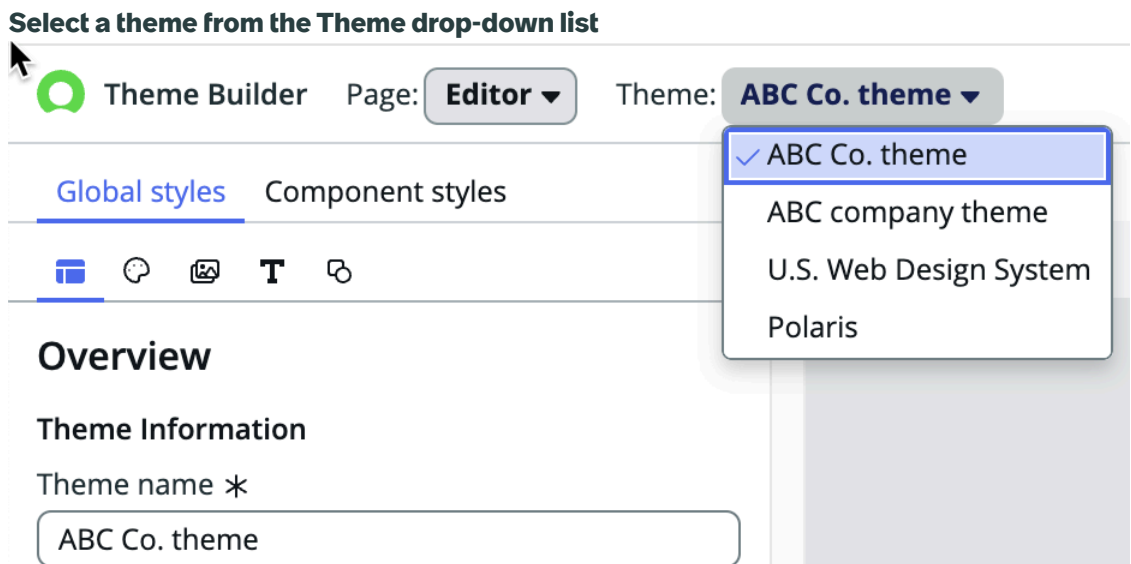 Select a theme from the Theme drop-down list
Theme Builder Page: Editor Theme: ABC Co. theme
ABC Co. theme
Global styles Component styles
ABC company theme
U.S. Web Design System
Polaris
Overview
Theme Information
Theme name *
ABC Co. theme